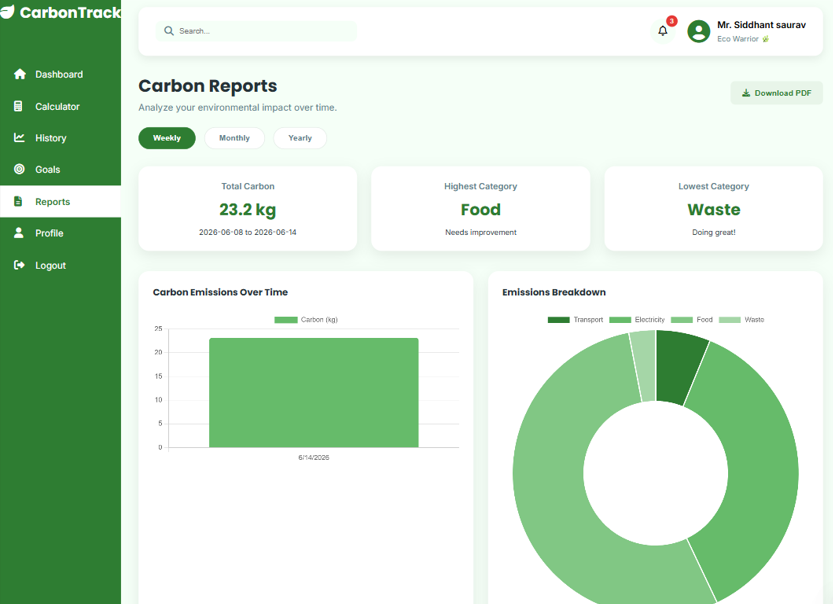 CarbonTrack
Search...
3
Mr. Siddhant saurav
Eco Warrior
Dashboard
Calculator
History
Goals
Reports
Profile
Logout
Carbon Reports
Analyze your environmental impact over time.
Download PDF
Weekly
Monthly
Yearly
Total Carbon
23.2 kg
2026-06-08 to 2026-06-14
Highest Category
Food
Needs improvement
Lowest Category
Waste
Doing great!
Carbon Emissions Over Time
Carbon (kg)
25
20
15
10
5
0
6/14/2026
Emissions Breakdown
Transport Electricity Food Waste